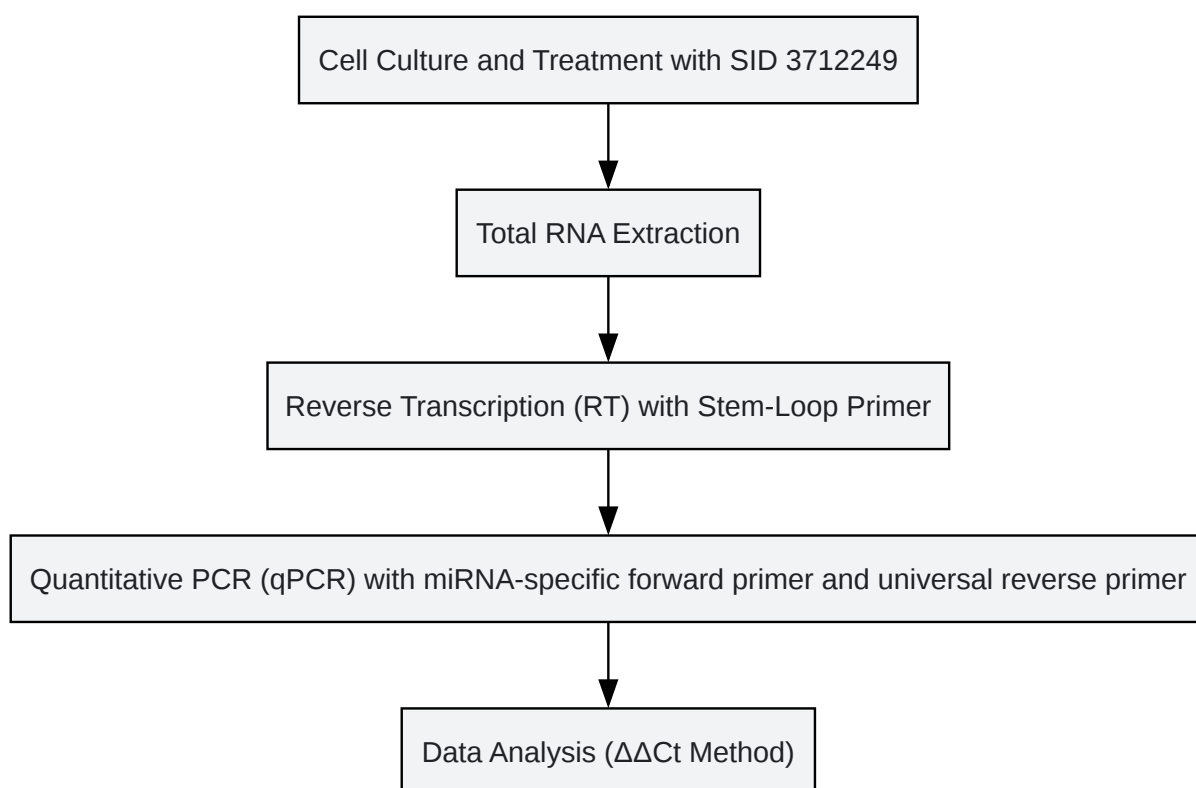 Cell Culture and Treatment with SID 3712249
Total RNA Extraction
Reverse Transcription (RT) with Stem-Loop Primer
Quantitative PCR (qPCR) with miRNA-specific forward primer and universal reverse primer
Data Analysis (ΔΔCt Method)